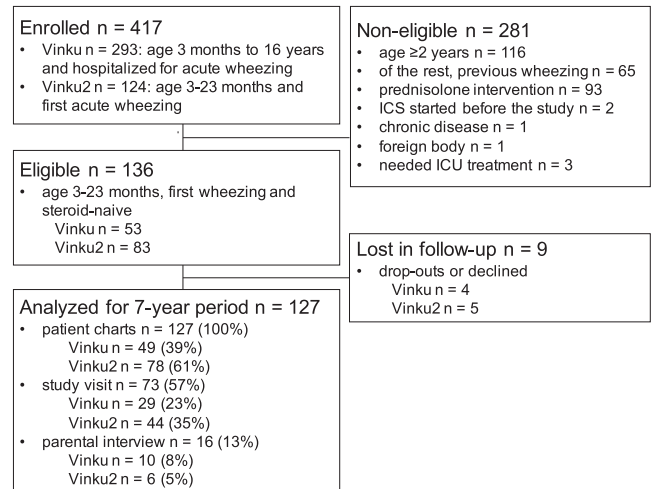 Enrolled n = 417
• Vinku n = 293: age 3 months to 16 years
and hospitalized for acute wheezing
• Vinku2 n = 124: age 3-23 months and
first acute wheezing
Non-eligible n = 281
• age ≥2 years n = 116
• of the rest, previous wheezing n = 65
• prednisolone intervention n = 93
• ICS started before the study n = 2
• chronic disease n = 1
• foreign body n = 1
• needed ICU treatment n = 3
Eligible n = 136
• age 3-23 months, first wheezing and
steroid-naive
Vinku n = 53
Vinku2 n = 83
Lost in follow-up n = 9
• drop-outs or declined
Vinku n = 4
Vinku2 n = 5
Analyzed for 7-year period n = 127
• patient charts n = 127 (100%)
Vinku n = 49 (39%)
Vinku2 n = 78 (61%)
• study visit n = 73 (57%)
Vinku n = 29 (23%)
Vinku2 n = 44 (35%)
• parental interview n = 16 (13%)
Vinku n = 10 (8%)
Vinku2 n = 6 (5%)